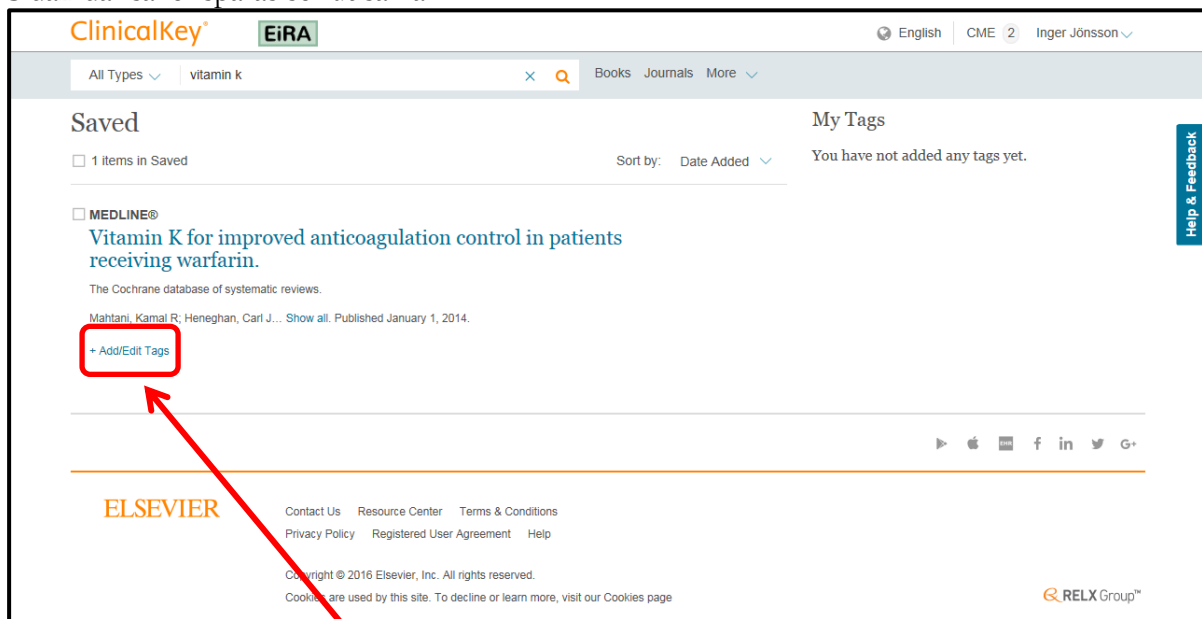 ClinicalKey® EiRA English CME 2 Inger Jönsson
All Types vitamin k Books Journals More
Saved
1 items in Saved Sort by: Date Added
My Tags
You have not added any tags yet.
Help & Feedback
MEDLINE®
Vitamin K for improved anticoagulation control in patients
receiving warfarin.
The Cochrane database of systematic reviews.
Mahtani, Kamal R; Heneghan, Carl J... Show all. Published January 1, 2014.
+ Add/Edit Tags
ELSEVIER
Contact Us Resource Center Terms & Conditions
Privacy Policy Registered User Agreement Help
Copyright © 2016 Elsevier, Inc. All rights reserved.
Cookies are used by this site. To decline or learn more, visit our Cookies page
RELX Group™